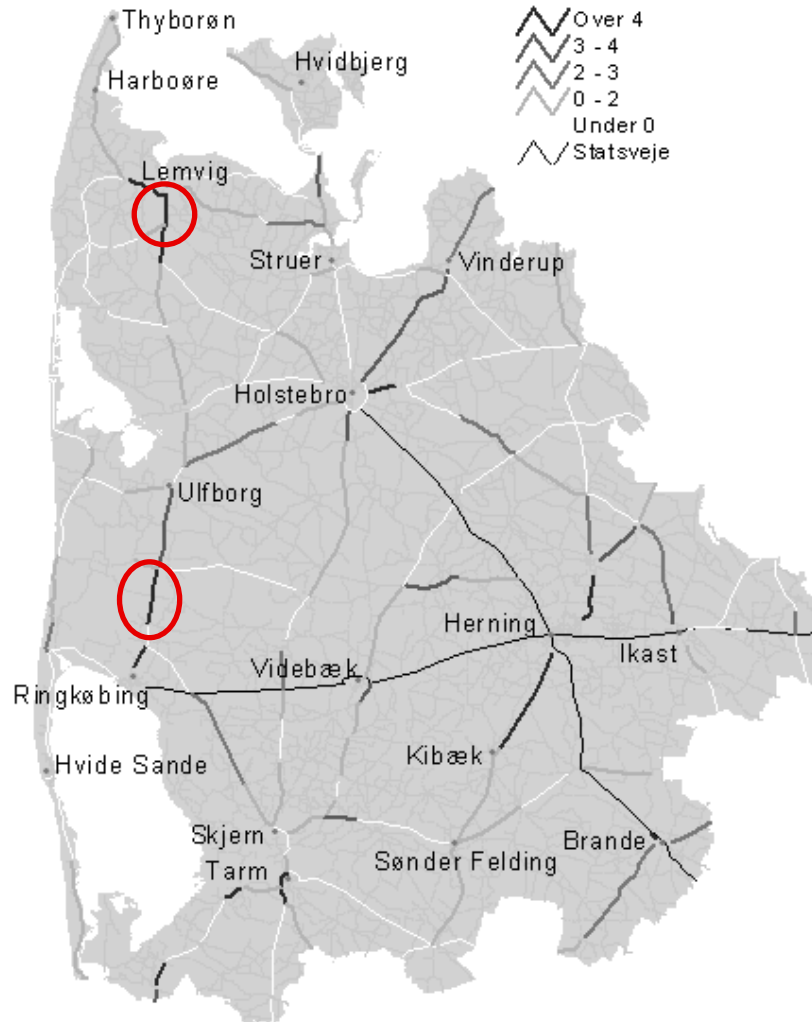 Thyborøn
Over 4
3 - 4
2 - 3
0 - 2
Under 0
Statsveje
Hvidbjerg
Harboøre
Lemvig
Struer
Vinderup
Holstebro
Ulfborg
Herning
Ikast
Videbæk
Ringkøbing
Kibæk
Hvide Sande
Skjern
Sønder Felding
Brande
Tarm